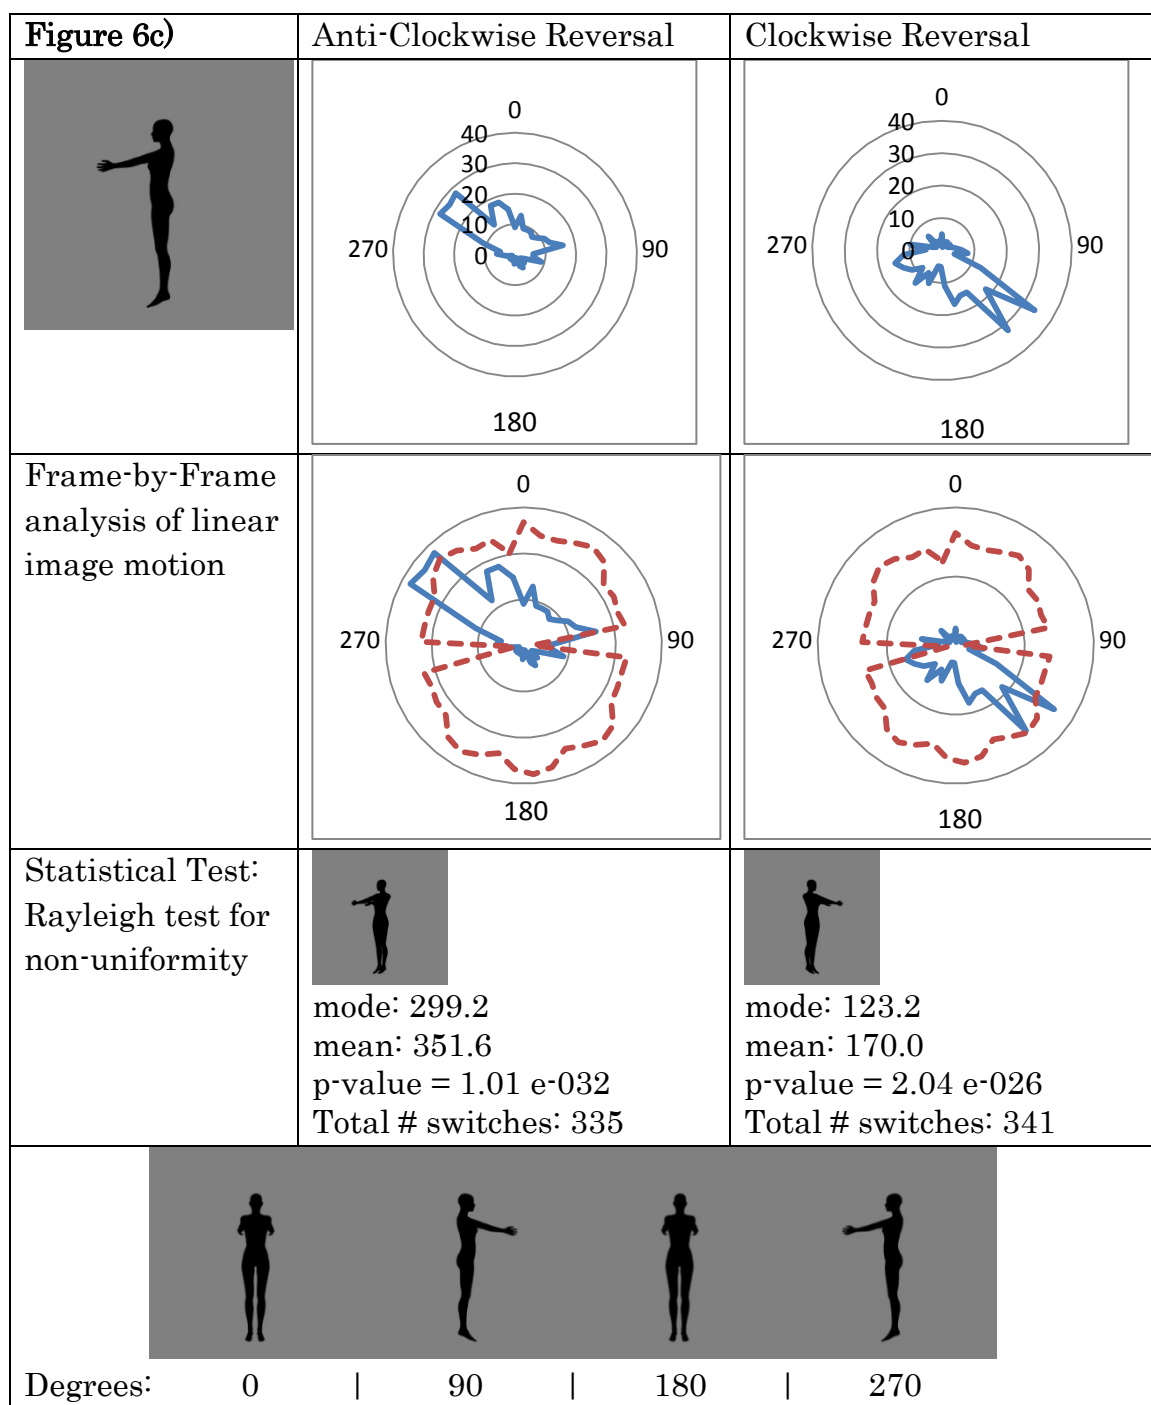 Figure 6c)
Anti-Clockwise Reversal
Clockwise Reversal
0
40
30
20
10
0
270
90
180
0
40
30
20
10
0
270
90
180
Frame-by-Frame
analysis of linear
image motion
0
270
90
180
0
270
90
180
Statistical Test:
Rayleigh test for
non-uniformity
mode: 299.2
mean: 351.6
p-value = 1.01 e-032
Total # switches: 335
mode: 123.2
mean: 170.0
p-value = 2.04 e-026
Total # switches: 341
Degrees: 0 | 90 | 180 | 270